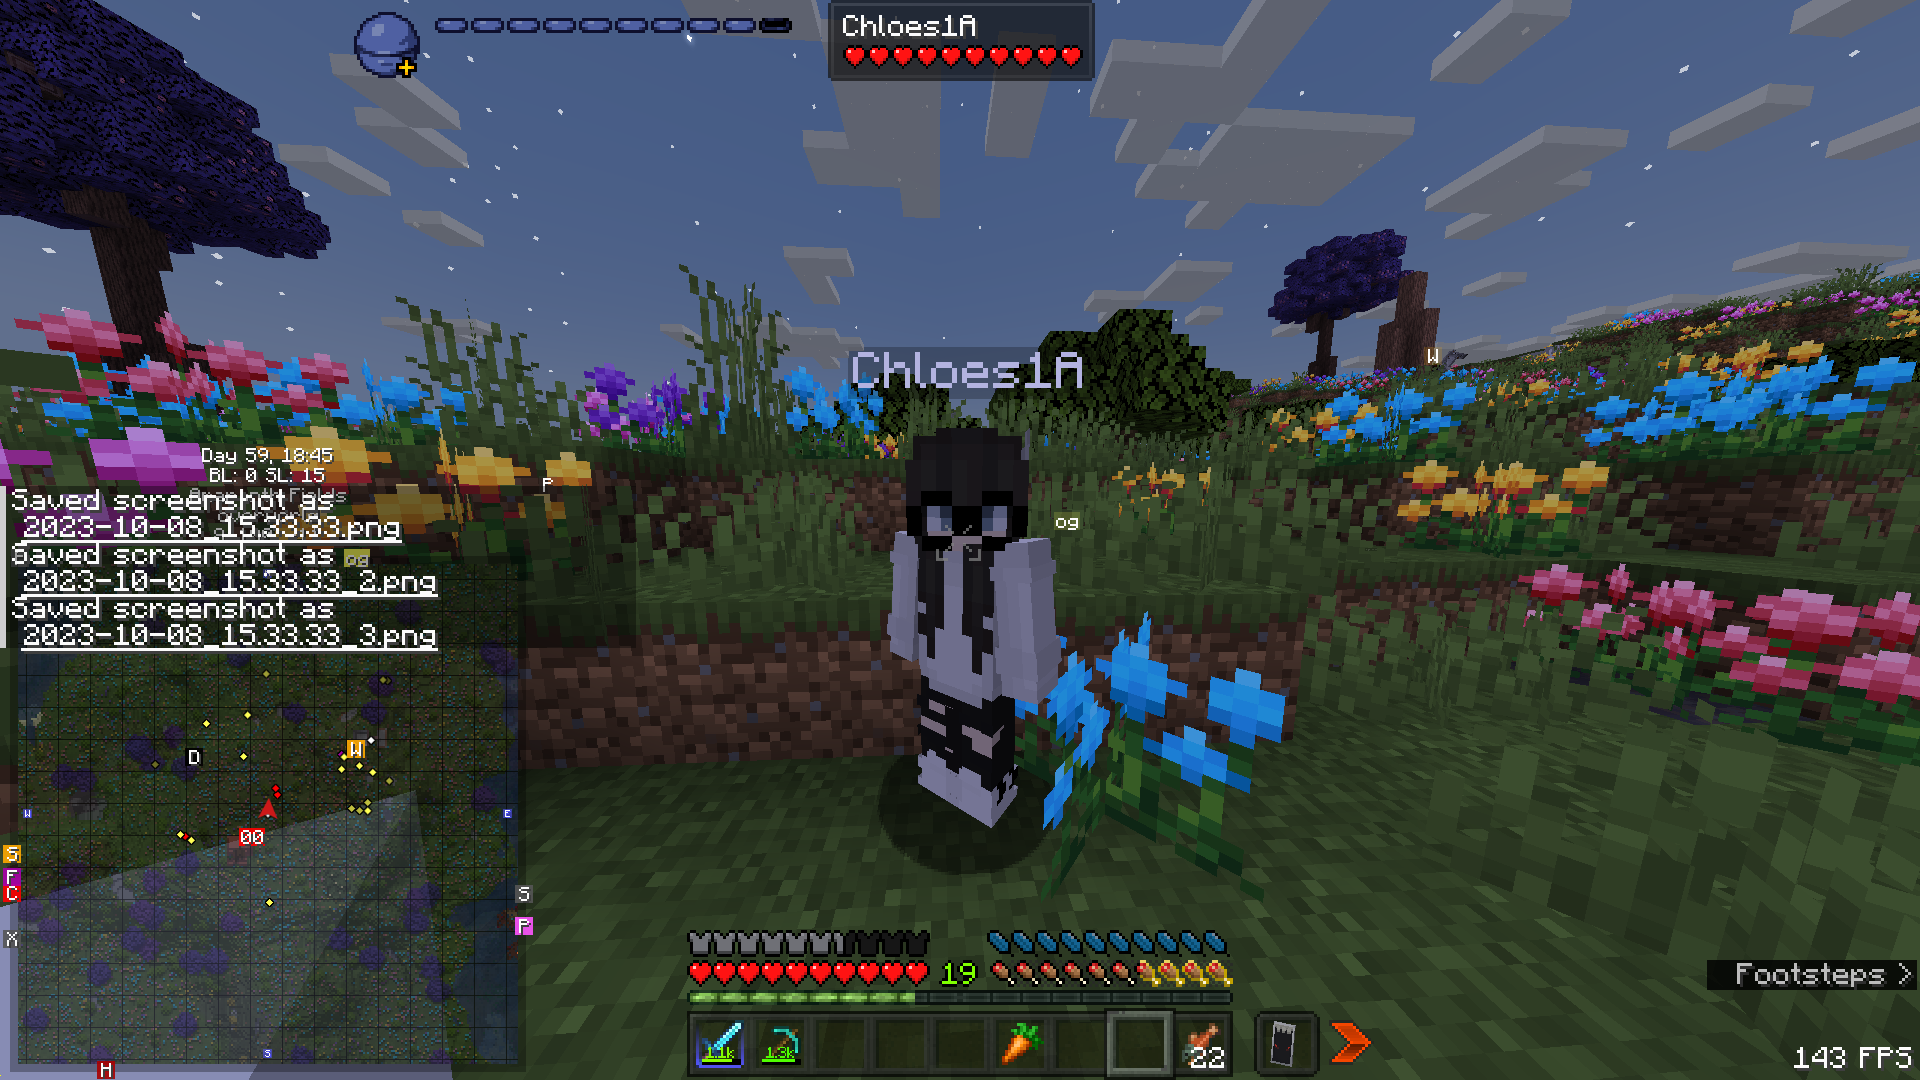 Chloes1A
Chloes1A
W
P
og
Day 59, 18:45
BL: 0 SL: 15
Saved screenshot as
2023-10-08_15.33.33.png
Saved screenshot as
og
2023-10-08_15.33.33_2.png
Saved screenshot as
2023-10-08_15.33.33_3.png
W
D
W
E
00
S
F
C
S
P
X
S
H
19
Footsteps >
1.1k
1.3k
22
143 FPS